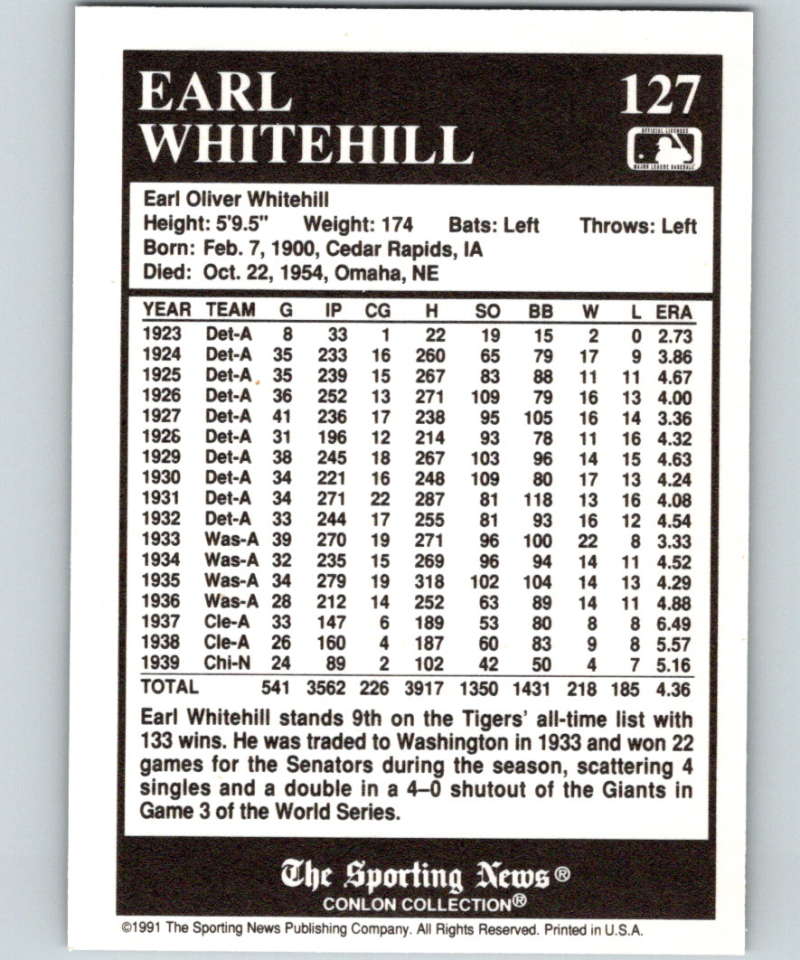 EARL
127
WHITEHILL
OFFICIAL LICENSEE
MAJOR LEAGUE BASEBALL
Earl Oliver Whitehill
Height: 5'9.5" Weight: 174 Bats: Left Throws: Left
Born: Feb. 7, 1900, Cedar Rapids, IA
Died: Oct. 22, 1954, Omaha, NE
YEAR TEAM G IP CG H SO BB W L ERA
1923 Det-A 8 33 1 22 19 15 2 0 2.73
1924 Det-A 35 233 16 260 65 79 17 9 3.86
1925 Det-A 35 239 15 267 83 88 11 11 4.67
1926 Det-A 36 252 13 271 109 79 16 13 4.00
1927 Det-A 41 236 17 238 95 105 16 14 3.36
1928 Det-A 31 196 12 214 93 78 11 16 4.32
1929 Det-A 38 245 18 267 103 96 14 15 4.63
1930 Det-A 34 221 16 248 109 80 17 13 4.24
1931 Det-A 34 271 22 287 81 118 13 16 4.08
1932 Det-A 33 244 17 255 81 93 16 12 4.54
1933 Was-A 39 270 19 271 96 100 22 8 3.33
1934 Was-A 32 235 15 269 96 94 14 11 4.52
1935 Was-A 34 279 19 318 102 104 14 13 4.29
1936 Was-A 28 212 14 252 63 89 14 11 4.88
1937 Cle-A 33 147 6 189 53 80 8 8 6.49
1938 Cle-A 26 160 4 187 60 83 9 8 5.57
1939 Chi-N 24 89 2 102 42 50 4 7 5.16
TOTAL 541 3562 226 3917 1350 1431 218 185 4.36
Earl Whitehill stands 9th on the Tigers' all-time list with
133 wins. He was traded to Washington in 1933 and won 22
games for the Senators during the season, scattering 4
singles and a double in a 4–0 shutout of the Giants in
Game 3 of the World Series.
The Sporting News®
CONLON COLLECTION®
©1991 The Sporting News Publishing Company. All Rights Reserved. Printed in U.S.A.